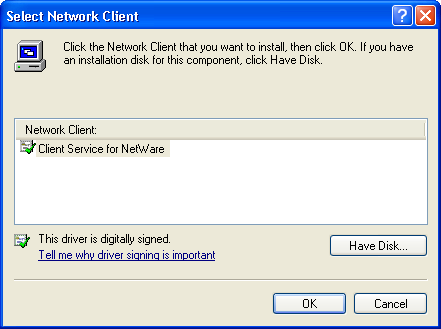 Select Network Client
Click the Network Client that you want to install, then click OK. If you have
an installation disk for this component, click Have Disk.
Network Client:
Client Service for NetWare
This driver is digitally signed.
Tell me why driver signing is important
Have Disk...
OK
Cancel